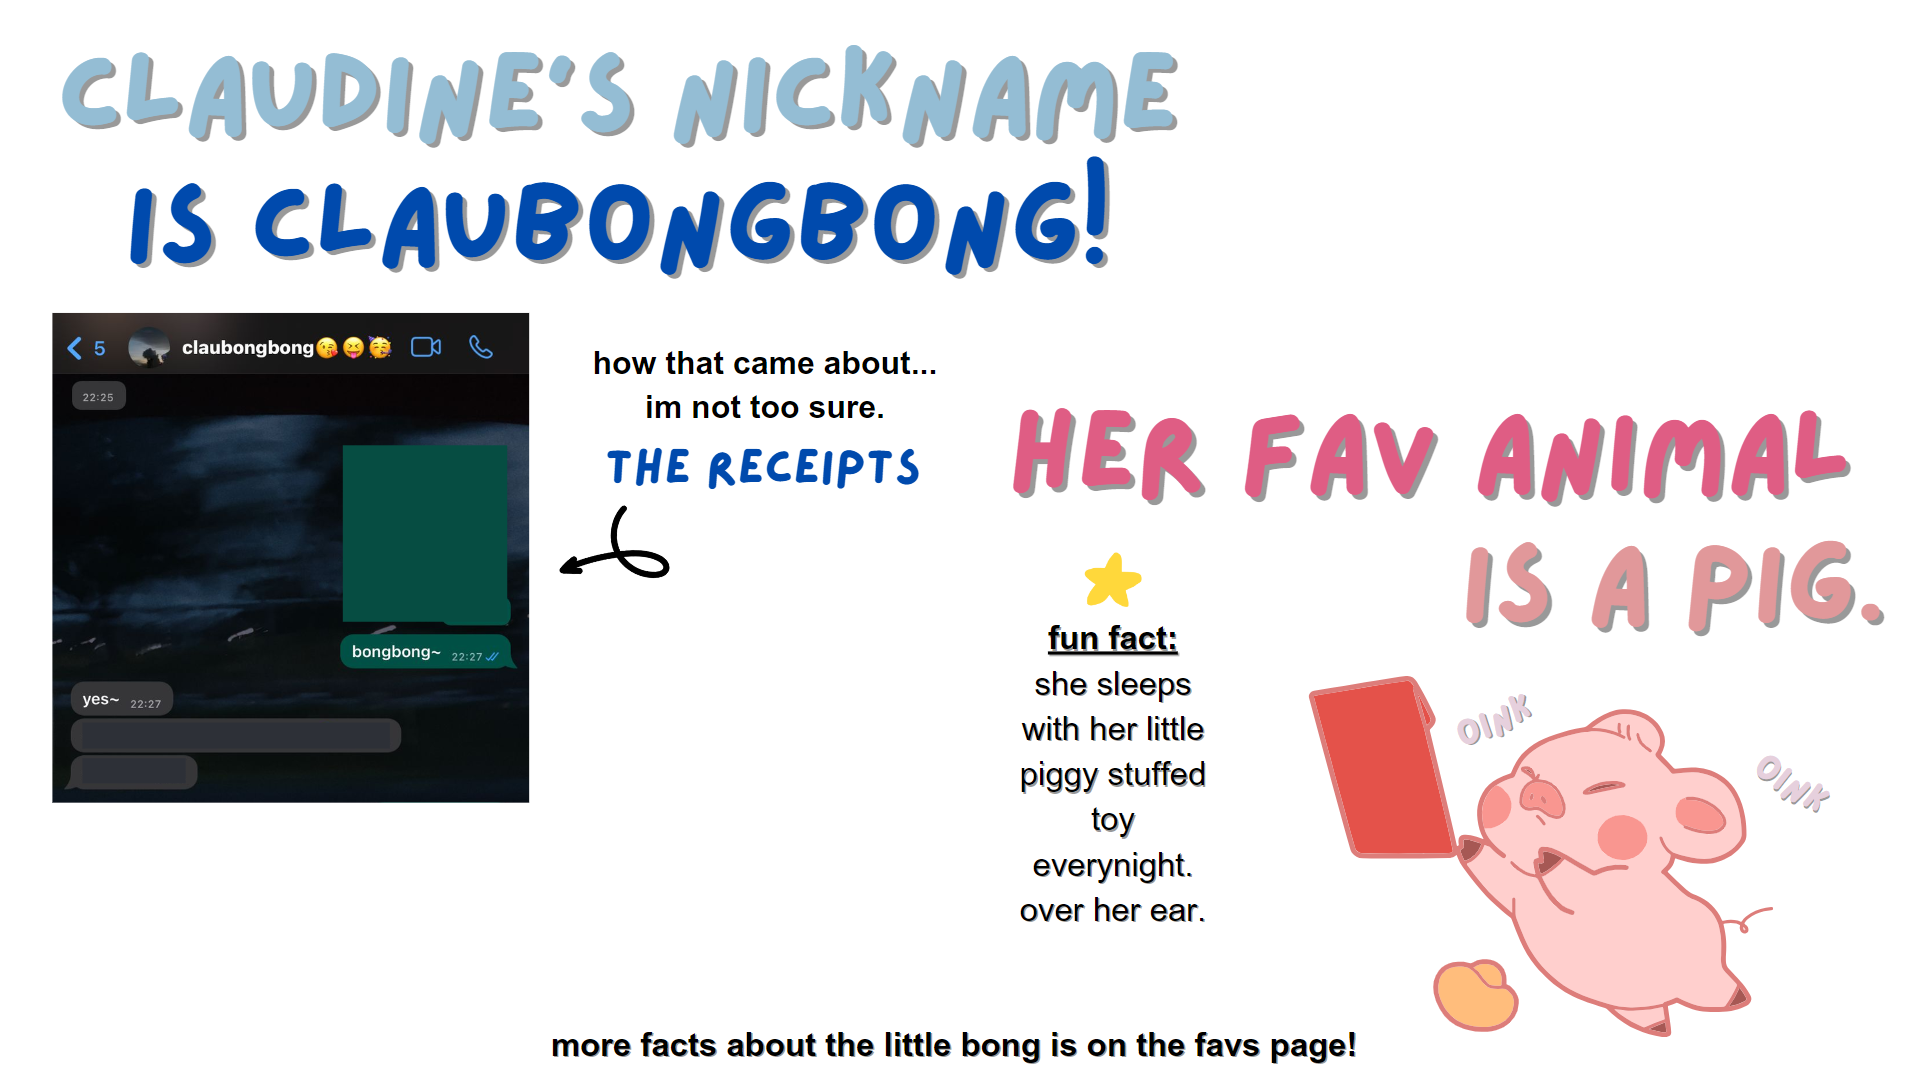 CLAUDINE'S NICKNAME
IS CLAUBONGBONG!
5
claubongbong😘😝🥳
22:25
bongbong~ 22:27
yes~ 22:27
how that came about...
im not too sure.
THE RECEIPTS
HER FAV ANIMAL
IS A PIG.
fun fact:
she sleeps
with her little
piggy stuffed
toy
everynight.
over her ear.
OINK
OINK
more facts about the little bong is on the favs page!